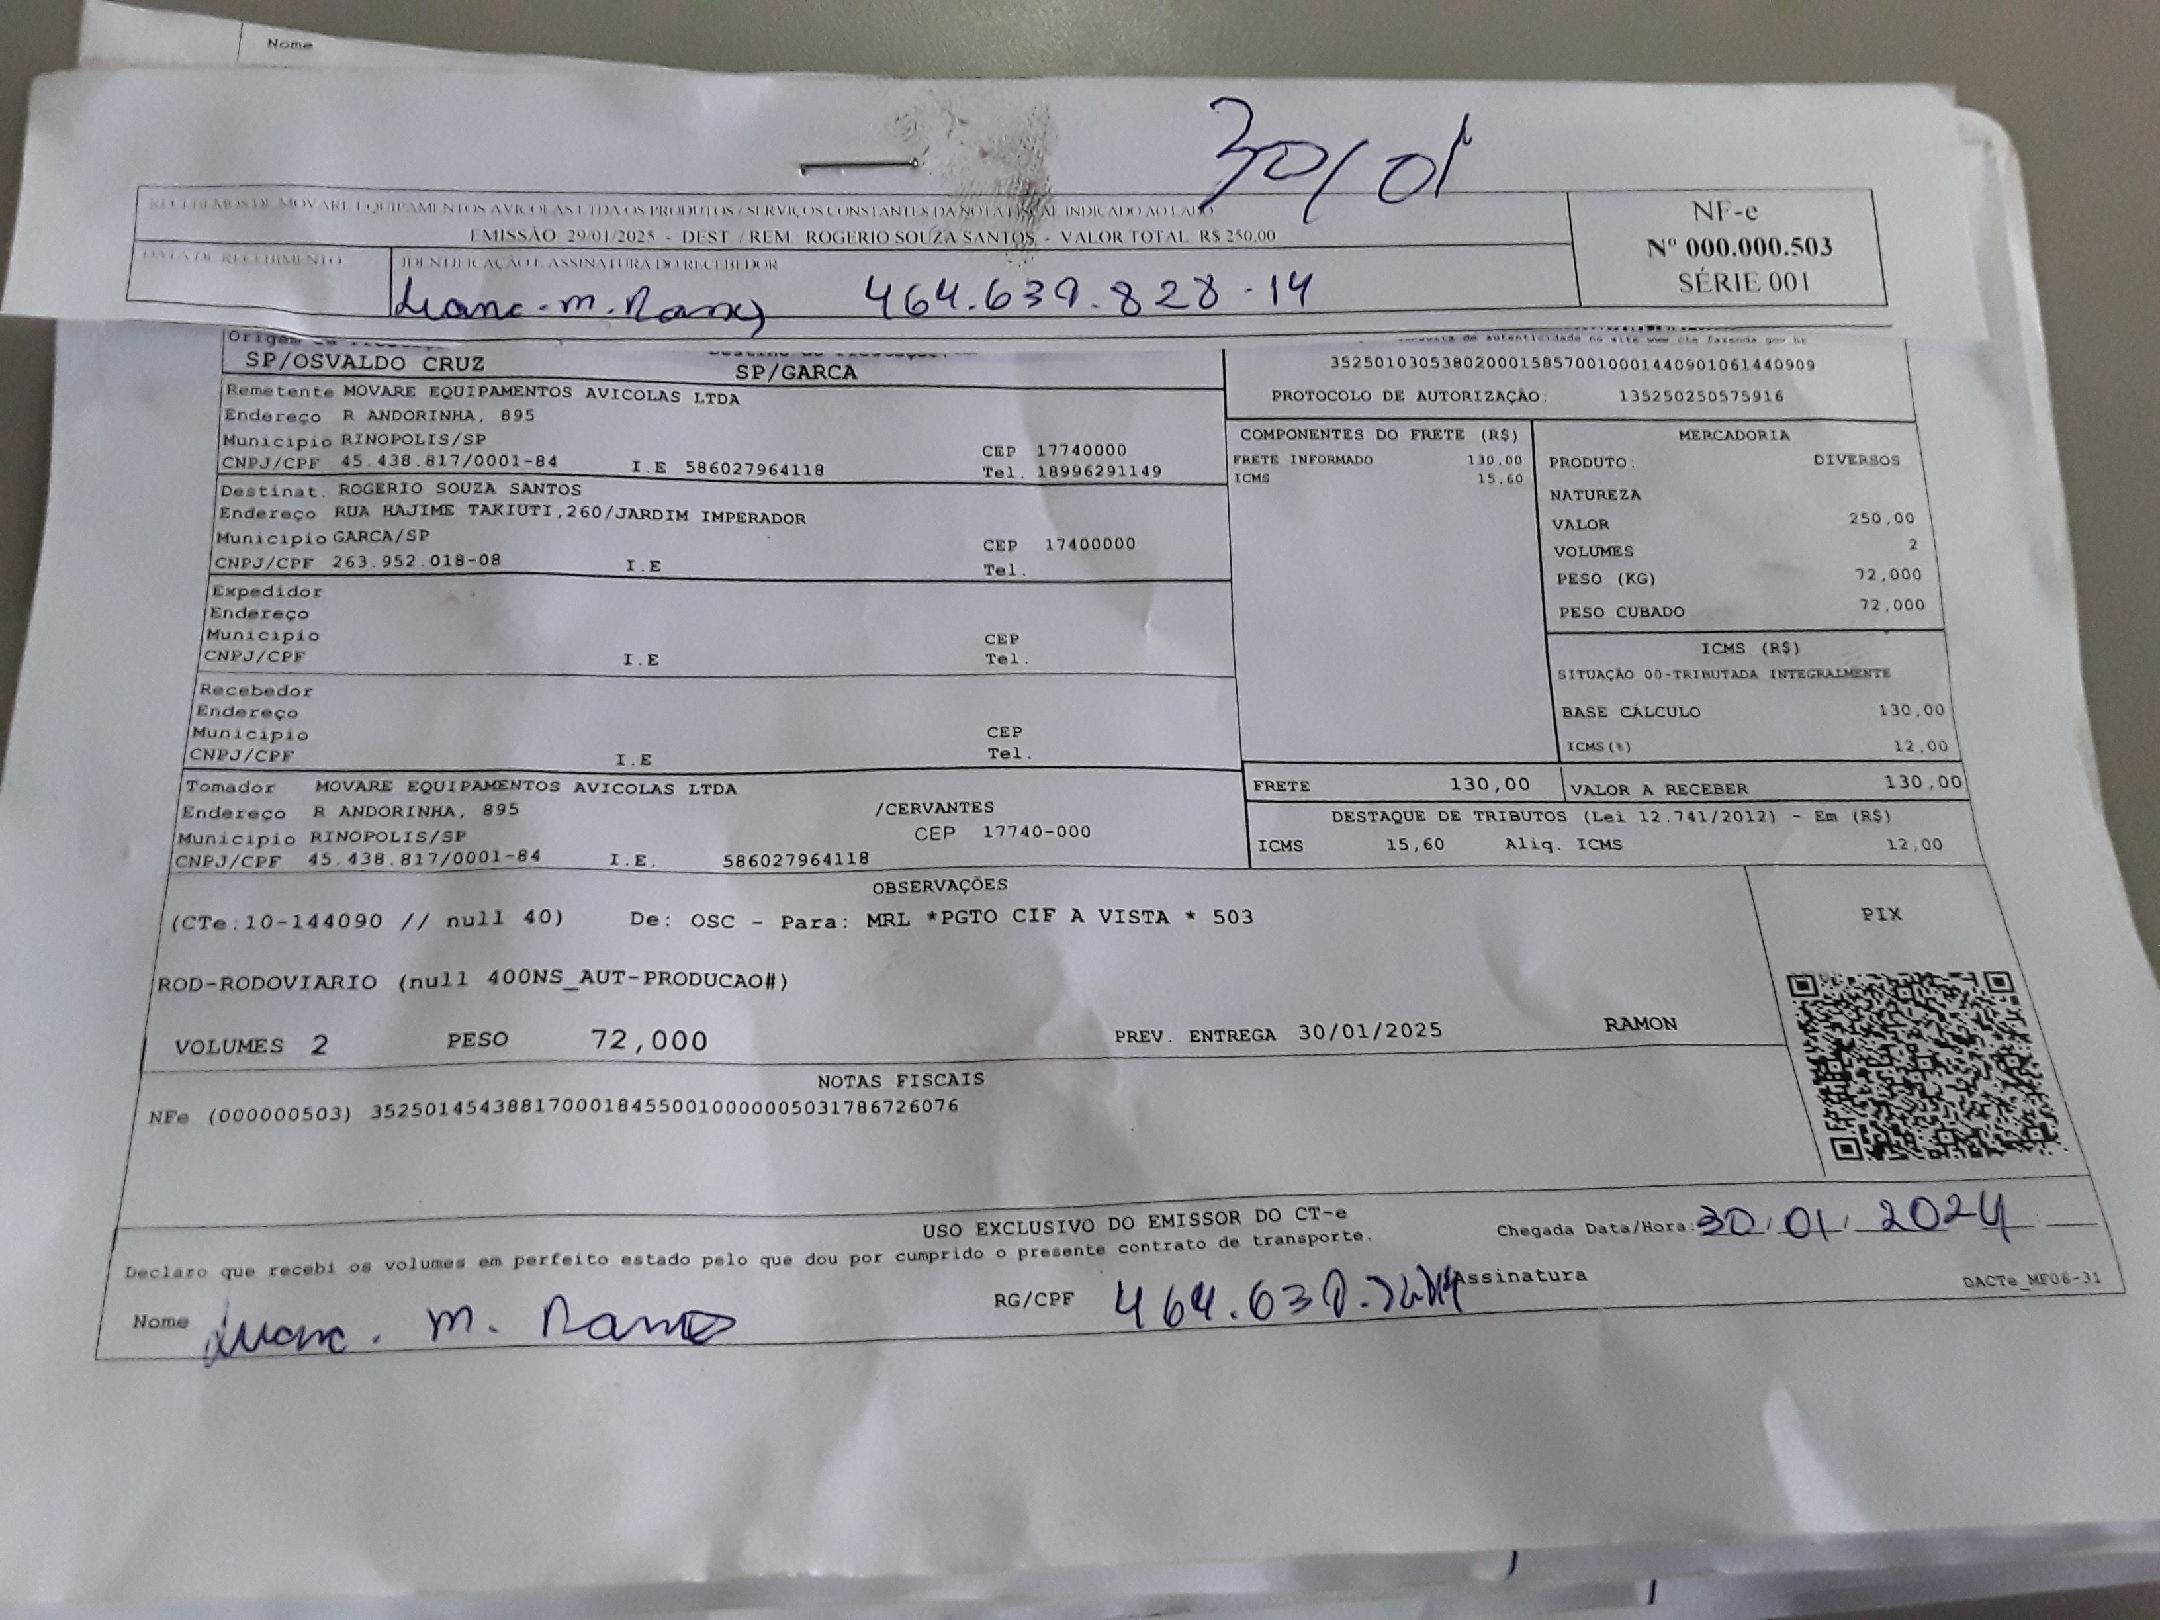 Nome
30/01
RECEBEMOS DE MOVARE EQUIPAMENTOS AVICOLAS LTDA OS PRODUTOS / SERVIÇOS CONSTANTES DA NOTA FISCAL INDICADO AO LADO
EMISSÃO 29/01/2025 - DEST. / REM. ROGERIO SOUZA SANTOS - VALOR TOTAL R$ 250,00
NF-e
Nº 000.000.503
SÉRIE 001
DATA DE RECEBIMENTO
IDENTIFICAÇÃO E ASSINATURA DO RECEBEDOR
M. Ramos 464.639.828-14
Origem
SP/OSVALDO CRUZ
SP/GARCA
de autenticidade no site www.cte.fazenda.gov.br
35250103053802000158570010001440901061440909
PROTOCOLO DE AUTORIZAÇÃO: 135250250575916
Remetente MOVARE EQUIPAMENTOS AVICOLAS LTDA
Endereço R ANDORINHA, 895
Municipio RINOPOLIS/SP CEP 17740000
CNPJ/CPF 45.438.817/0001-84 I.E 586027964118 Tel. 18996291149
Destinat. ROGERIO SOUZA SANTOS
Endereço RUA HAJIME TAKIUTI,260/JARDIM IMPERADOR
Municipio GARCA/SP CEP 17400000
CNPJ/CPF 263.952.018-08 I.E Tel.
Expedidor
Endereço
Municipio CEP
CNPJ/CPF I.E Tel.
Recebedor
Endereço
Municipio CEP
CNPJ/CPF I.E Tel.
Tomador MOVARE EQUIPAMENTOS AVICOLAS LTDA
Endereço R ANDORINHA, 895 /CERVANTES
Municipio RINOPOLIS/SP CEP 17740-000
CNPJ/CPF 45.438.817/0001-84 I.E. 586027964118
COMPONENTES DO FRETE (R$)
FRETE INFORMADO 130,00
ICMS 15,60
MERCADORIA
PRODUTO: DIVERSOS
NATUREZA
VALOR 250,00
VOLUMES 2
PESO (KG) 72,000
PESO CUBADO 72,000
ICMS (R$)
SITUAÇÃO 00-TRIBUTADA INTEGRALMENTE
BASE CÁLCULO 130,00
ICMS(%) 12,00
FRETE 130,00 VALOR A RECEBER 130,00
DESTAQUE DE TRIBUTOS (Lei 12.741/2012) - Em (R$)
ICMS 15,60 Aliq. ICMS 12,00
OBSERVAÇÕES
(CTe:10-144090 // null 40) De: OSC - Para: MRL *PGTO CIF A VISTA * 503
PIX
ROD-RODOVIARIO (null 400NS_AUT-PRODUCAO#)
VOLUMES 2 PESO 72,000 PREV. ENTREGA 30/01/2025 RAMON
NOTAS FISCAIS
NFe (000000503) 35250145438817000184550010000005031786726076
USO EXCLUSIVO DO EMISSOR DO CT-e
Chegada Data/Hora: 30/01/2024
Declaro que recebi os volumes em perfeito estado pelo que dou por cumprido o presente contrato de transporte.
Nome M. Ramos RG/CPF Assinatura
DACTe_MF06-31